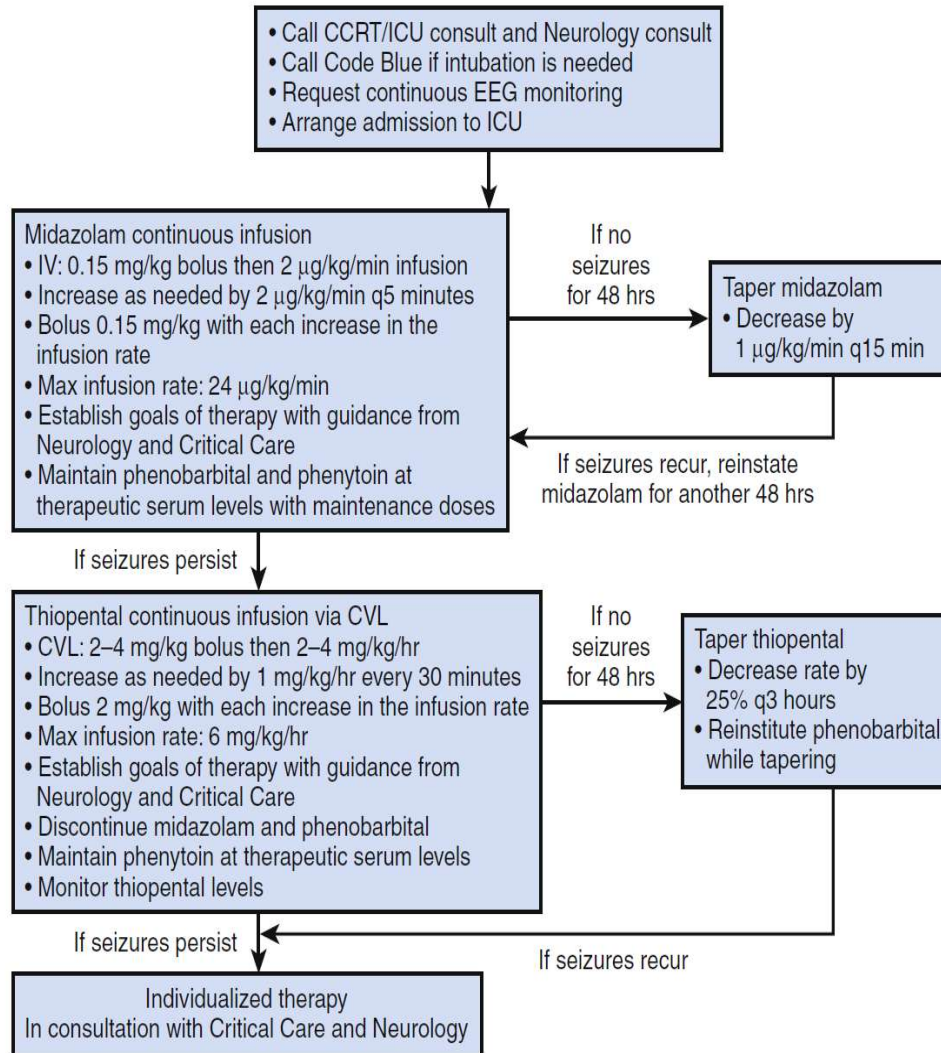 • Call CCRT/ICU consult and Neurology consult
• Call Code Blue if intubation is needed
• Request continuous EEG monitoring
• Arrange admission to ICU
Midazolam continuous infusion
• IV: 0.15 mg/kg bolus then 2 μg/kg/min infusion
• Increase as needed by 2 μg/kg/min q5 minutes
• Bolus 0.15 mg/kg with each increase in the
infusion rate
• Max infusion rate: 24 μg/kg/min
• Establish goals of therapy with guidance from
Neurology and Critical Care
• Maintain phenobarbital and phenytoin at
therapeutic serum levels with maintenance doses
If no
seizures
for 48 hrs
Taper midazolam
• Decrease by
1 μg/kg/min q15 min
If seizures recur, reinstate
midazolam for another 48 hrs
If seizures persist
Thiopental continuous infusion via CVL
• CVL: 2–4 mg/kg bolus then 2–4 mg/kg/hr
• Increase as needed by 1 mg/kg/hr every 30 minutes
• Bolus 2 mg/kg with each increase in the infusion rate
• Max infusion rate: 6 mg/kg/hr
• Establish goals of therapy with guidance from
Neurology and Critical Care
• Discontinue midazolam and phenobarbital
• Maintain phenytoin at therapeutic serum levels
• Monitor thiopental levels
If no
seizures
for 48 hrs
Taper thiopental
• Decrease rate by
25% q3 hours
• Reinstitute phenobarbital
while tapering
If seizures persist
If seizures recur
Individualized therapy
In consultation with Critical Care and Neurology